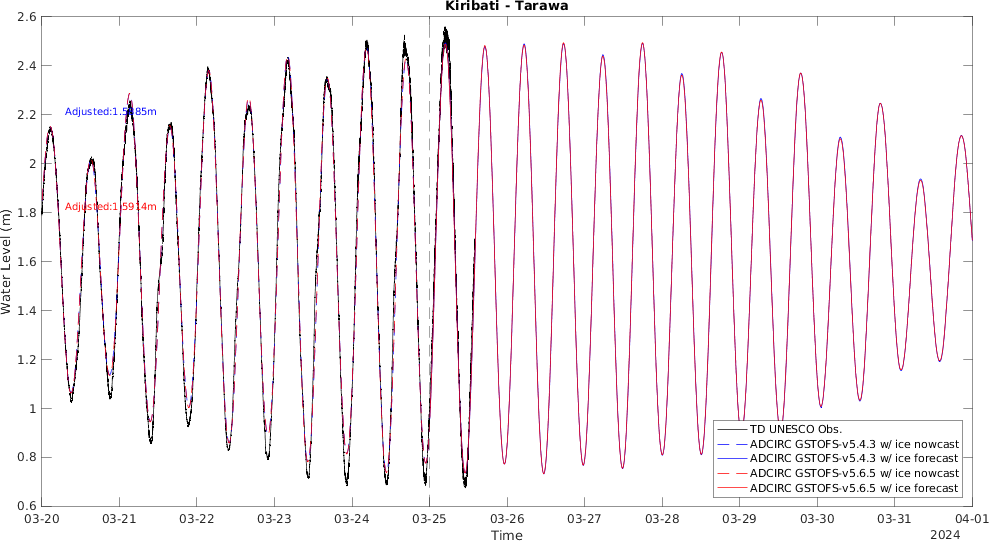 Kiribati - Tarawa
Water Level (m)
2.6
2.4
2.2
2
1.8
1.6
1.4
1.2
1
0.8
0.6
Adjusted:1.5485m
Adjusted:1.5914m
TD UNESCO Obs.
ADCIRC GSTOFS-v5.4.3 w/ ice nowcast
ADCIRC GSTOFS-v5.4.3 w/ ice forecast
ADCIRC GSTOFS-v5.6.5 w/ ice nowcast
ADCIRC GSTOFS-v5.6.5 w/ ice forecast
03-20 03-21 03-22 03-23 03-24 03-25 03-26 03-27 03-28 03-29 03-30 03-31 04-01
Time
2024